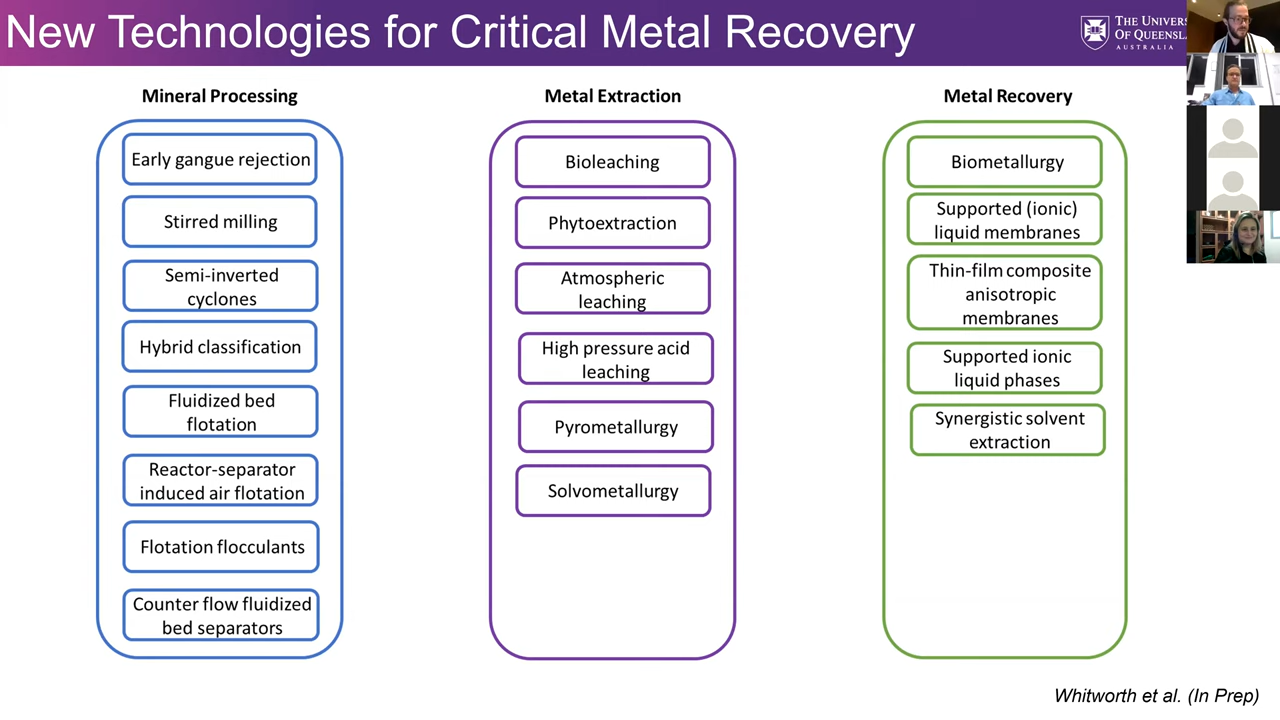 New Technologies for Critical Metal Recovery
THE UNIVERS
OF QUEENSL
AUSTRALIA
Mineral Processing
Early gangue rejection
Stirred milling
Semi-inverted
cyclones
Hybrid classification
Fluidized bed
flotation
Reactor-separator
induced air flotation
Flotation flocculants
Counter flow fluidized
bed separators
Metal Extraction
Bioleaching
Phytoextraction
Atmospheric
leaching
High pressure acid
leaching
Pyrometallurgy
Solvometallurgy
Metal Recovery
Biometallurgy
Supported (ionic)
liquid membranes
Thin-film composite
anisotropic
membranes
Supported ionic
liquid phases
Synergistic solvent
extraction
Whitworth et al. (In Prep)